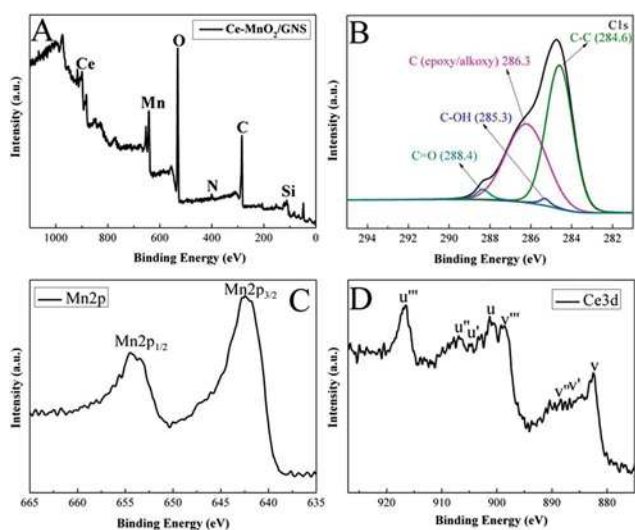 A
Ce-MnO₂/GNS
O
Ce
Mn
C
N
Si
Intensity (a.u.)
1000 800 600 400 200 0
Binding Energy (eV)
B
C1s
C-C (284.6)
C (epoxy/alkoxy) 286.3
C-OH (285.3)
C=O (288.4)
Intensity (a.u.)
294 292 290 288 286 284 282
Binding Energy (eV)
Mn2p
C
Mn2p₃/₂
Mn2p₁/₂
Intensity (a.u.)
665 660 655 650 645 640 635
Binding Energy (eV)
D
Ce3d
u'''
u''
u'
u
v'''
v''
v'
v
Intensity (a.u.)
920 910 900 890 880
Binding Energy (eV)